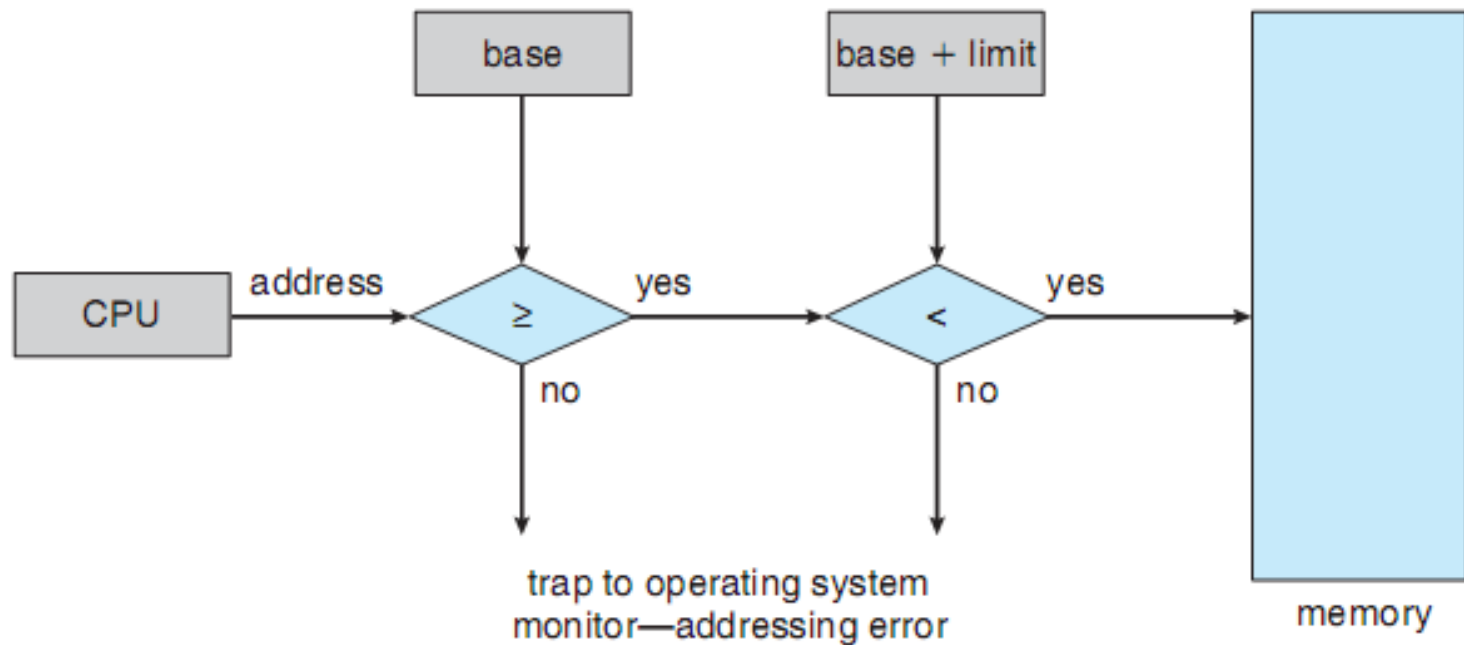 base
base + limit
CPU
address
≥
yes
<
yes
no
no
trap to operating system
monitor—addressing error
memory